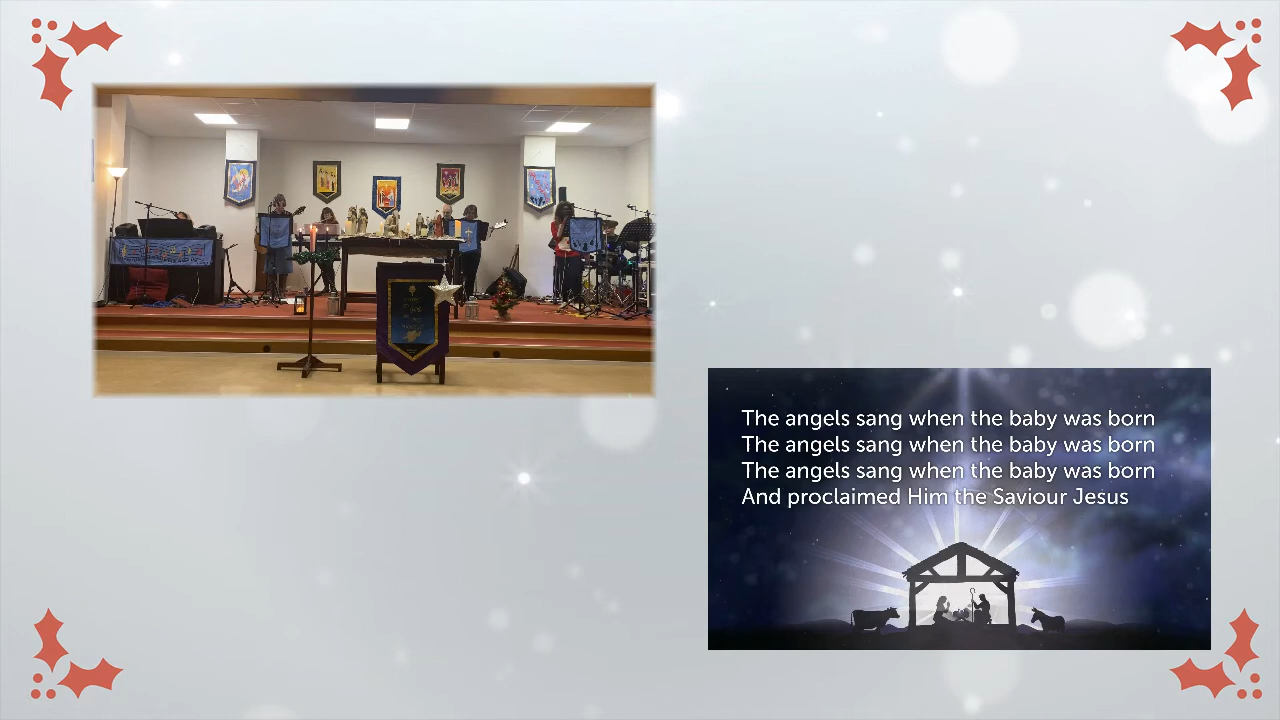 The angels sang when the baby was born
The angels sang when the baby was born
The angels sang when the baby was born
And proclaimed Him the Saviour Jesus